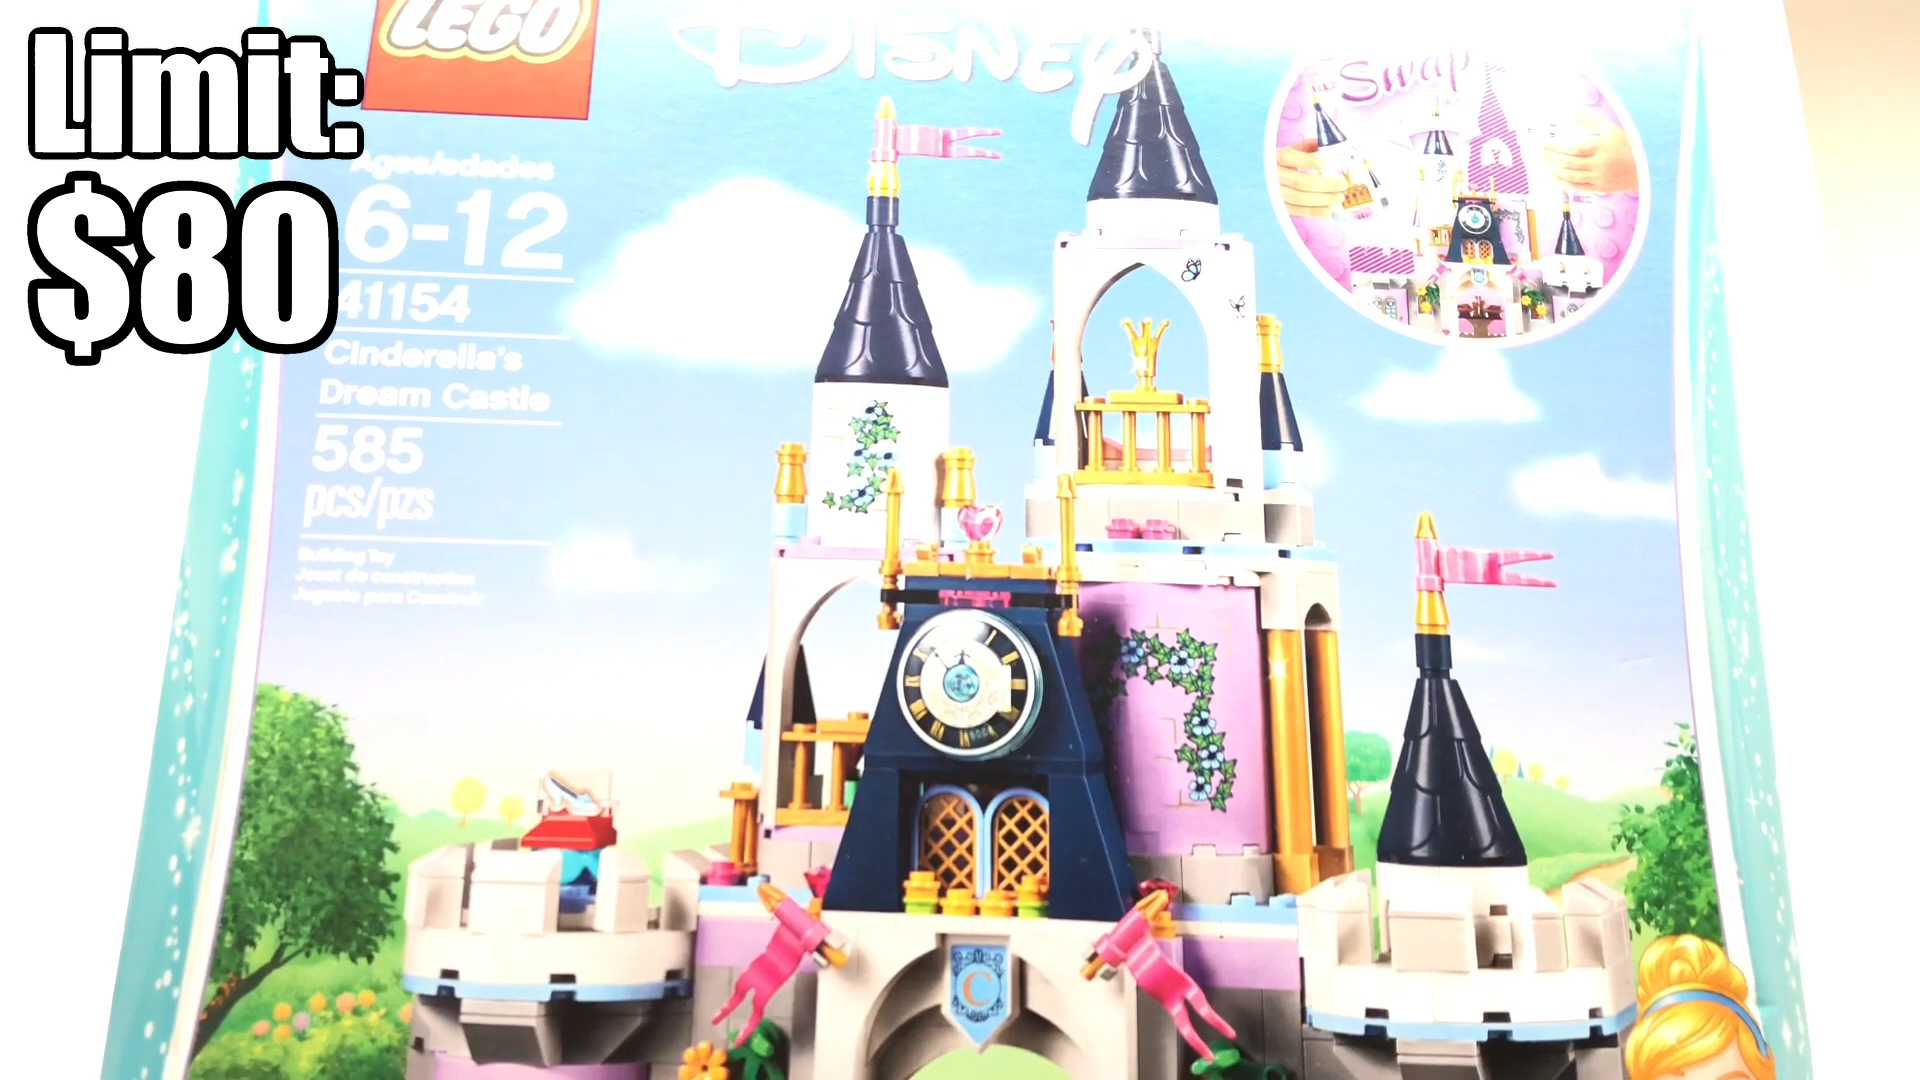 Limit:
$80
LEGO
DISNEY
Swap
Ages/edades
6-12
41154
Cinderella's
Dream Castle
585
pcs/pzs
Building Toy
Jouet de construction
Juguete para Construir
C